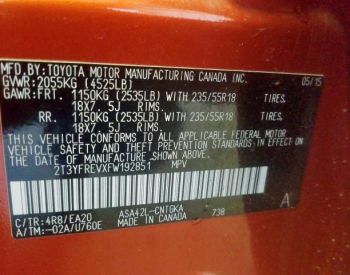 MFD. BY: TOYOTA MOTOR MANUFACTURING CANADA INC.
GVWR: 2055KG (4525LB) 05/15
GAWR: FRT. 1150KG (2535LB) WITH 235/55R18 TIRES,
18X7.5J RIMS.
RR. 1150KG (2535LB) WITH 235/55R18 TIRES,
18X7.5J RIMS.
THIS VEHICLE CONFORMS TO ALL APPLICABLE FEDERAL MOTOR
VEHICLE SAFETY
THEFT PREVENTION STANDARDS IN EFFECT ON
THE DATE OF MANUFACTURE SHOWN ABOVE.
2T3YFREVXFW192851 MPV
A
C/TR: 4R8/EA20 ASA42L-CNTGKA
A/TM: -02A/U760E MADE IN CANADA 738